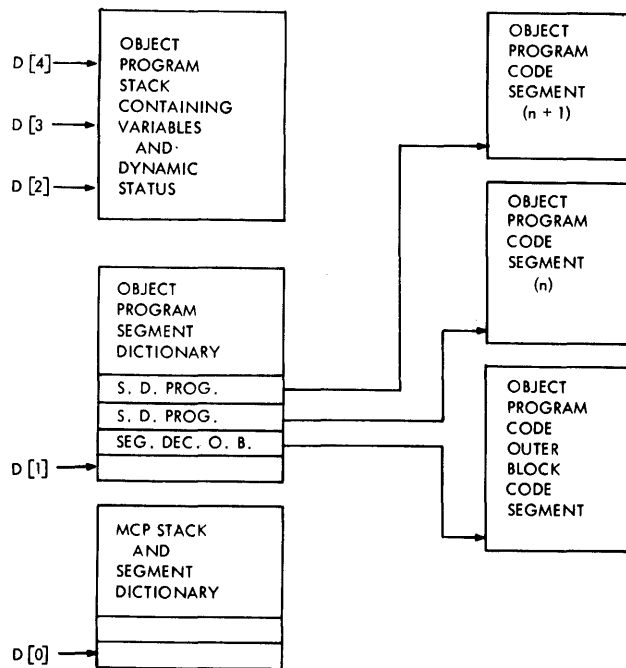 D [4]
D [3
D [2]
OBJECT
PROGRAM
STACK
CONTAINING
VARIABLES
AND·
DYNAMIC
STATUS
OBJECT
PROGRAM
SEGMENT
DICTIONARY
S. D. PROG.
S. D. PROG.
SEG. DEC. O. B.
D [1]
MCP STACK
AND
SEGMENT
DICTIONARY
D [0]
OBJECT
PROGRAM
CODE
SEGMENT
(n + 1)
OBJECT
PROGRAM
CODE
SEGMENT
(n)
OBJECT
PROGRAM
CODE
OUTER
BLOCK
CODE
SEGMENT